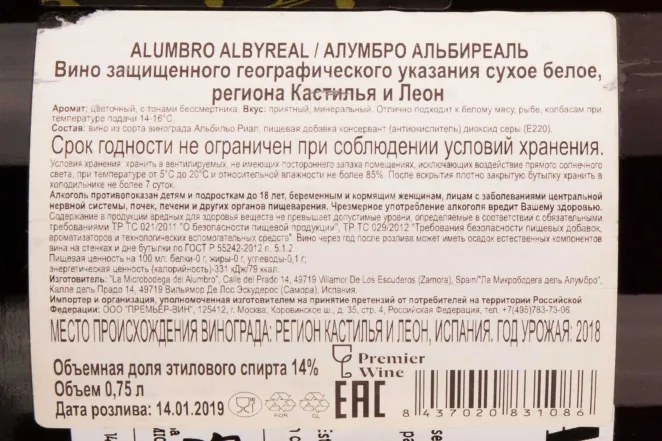 ALUMBRO ALBYREAL / АЛУМБРО АЛЬБИРЕАЛЬ
Вино защищенного географического указания сухое белое,
региона Кастилья и Леон
Аромат: Цветочный, с тонами бессмертника. Вкус: приятный, минеральный. Отлично подходит к белому мясу, рыбе, колбасам при
температуре подачи 14-16°C.
Состав: вино из сорта винограда Альбильо Риал, пищевая добавка консервант (антиокислитель) диоксид серы (E220).
Срок годности не ограничен при соблюдении условий хранения.
Условия хранения: хранить в вентилируемых, не имеющих постороннего запаха помещениях, исключающих воздействие прямого солнечного
света, при температуре от 5°C до 20°C и относительной влажности не более 85%. После вскрытия плотно закрытую бутылку хранить в
холодильнике не более 7 суток.
Алкоголь противопоказан детям и подросткам до 18 лет, беременным и кормящим женщинам, лицам с заболеваниями центральной
нервной системы, почек, печени и других органов пищеварения. Чрезмерное употребление алкоголя вредит Вашему здоровью.
Содержание в продукции вредных для здоровья веществ не превышает допустимые уровни, определяемые в соответствии с обязательными
требованиями ТР ТС 021/2011 "О безопасности пищевой продукции", ТР ТС 029/2012 "Требования безопасности пищевых добавок,
ароматизаторов и технологических вспомогательных средств". Вино через год после розлива может иметь осадок естественных компонентов
вина на стенках и дне бутылки по ГОСТ Р 55242-2012 п. 5.1.2.
Пищевая ценность на 100 мл: белки-0 г, жиры-0 г, углеводы-0,1 г;
энергетическая ценность (калорийность)-331 кДж/79 ккал.
Изготовитель: "La Microbodega del Alumbro", Calle del Prado 14, 49719 Villamor De Los Escuderos (Zamora), Spain/"Ла Микрободега дель Алумбро",
Калле дель Прадо 14, 49719 Вильямор Де Лос Эскудерос (Самора), Испания.
Импортер и организация, уполномоченная изготовителем на принятие претензий от потребителей на территории Российской
Федерации: ООО "ПРЕМЬЕР-ВИН", 125412, г. Москва, Коровинское ш., д. 35, стр. 4, Российская Федерация, тел. +7(495)783-73-06.
МЕСТО ПРОИСХОЖДЕНИЯ ВИНОГРАДА: РЕГИОН КАСТИЛЬЯ И ЛЕОН, ИСПАНИЯ. ГОД УРОЖАЯ: 2018
Объемная доля этилового спирта 14%
Объем 0,75 л
Дата розлива: 14.01.2019
Premier
Wine
EAC
8 437020 831086